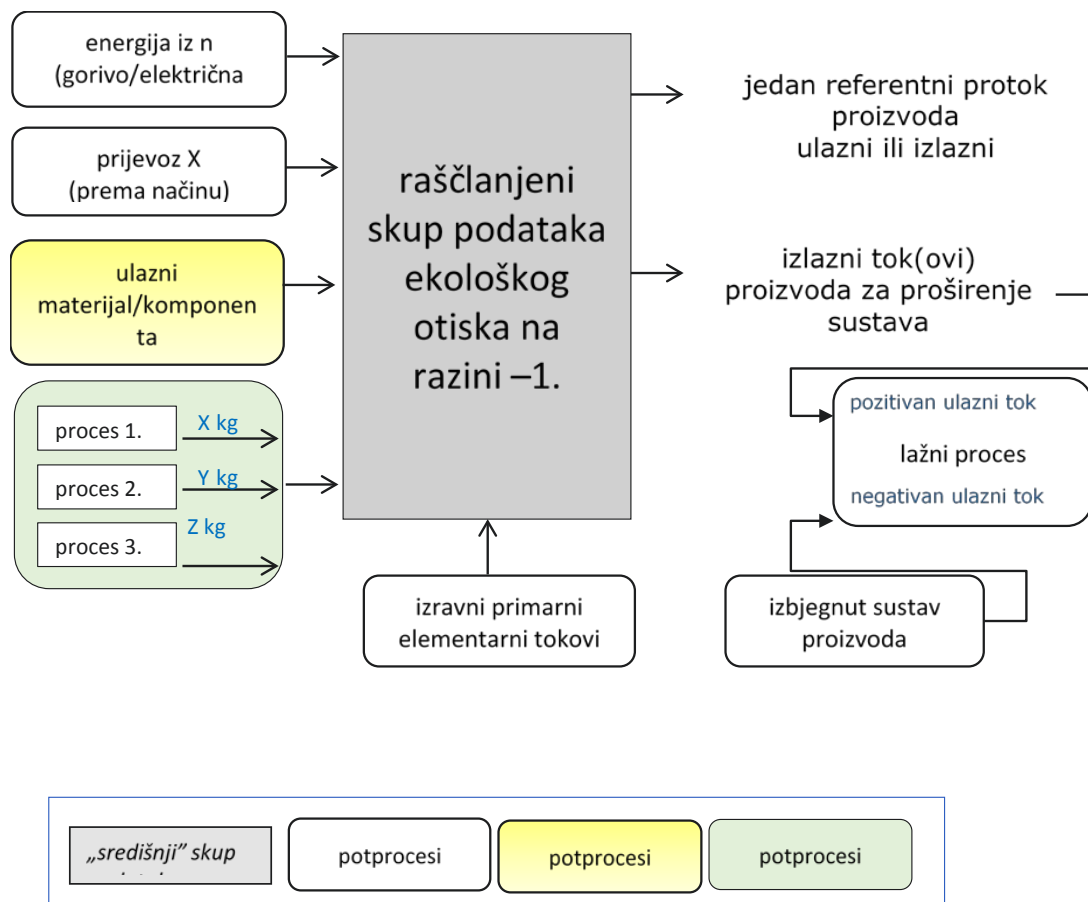 energija iz n
(gorivo/električna
prijevoz X
(prema načinu)
ulazni
materijal/komponen
ta
proces 1.
X kg
proces 2.
Y kg
proces 3.
Z kg
raščlanjeni
skup podataka
ekološkog
otiska na
razini –1.
izravni primarni
elementarni tokovi
jedan referentni protok
proizvoda
ulazni ili izlazni
izlazni tok(ovi)
proizvoda za proširenje
sustava
pozitivan ulazni tok
lažni proces
negativan ulazni tok
izbjegnut sustav
proizvoda
„središnji” skup
potprocesi
potprocesi
potprocesi